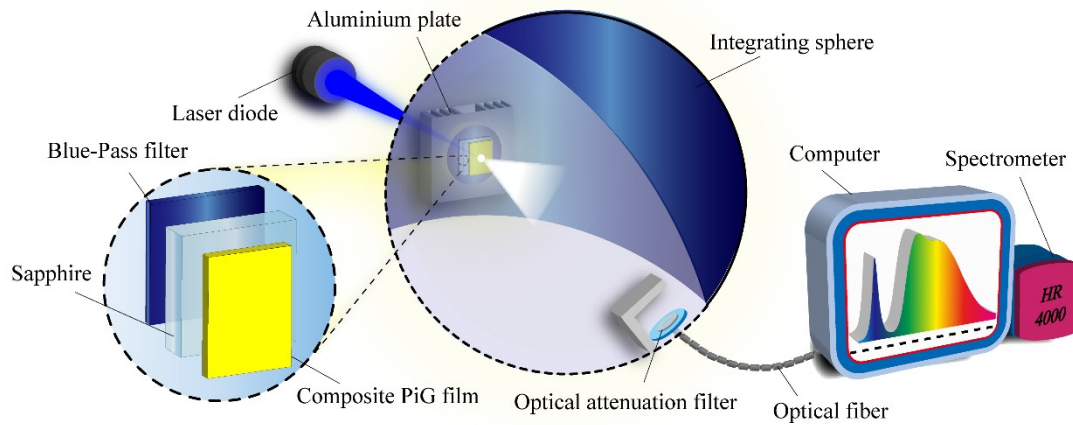 Aluminium plate
Integrating sphere
Laser diode
Blue-Pass filter
Computer
Spectrometer
Sapphire
HR
4000
Composite PiG film
Optical attenuation filter
Optical fiber